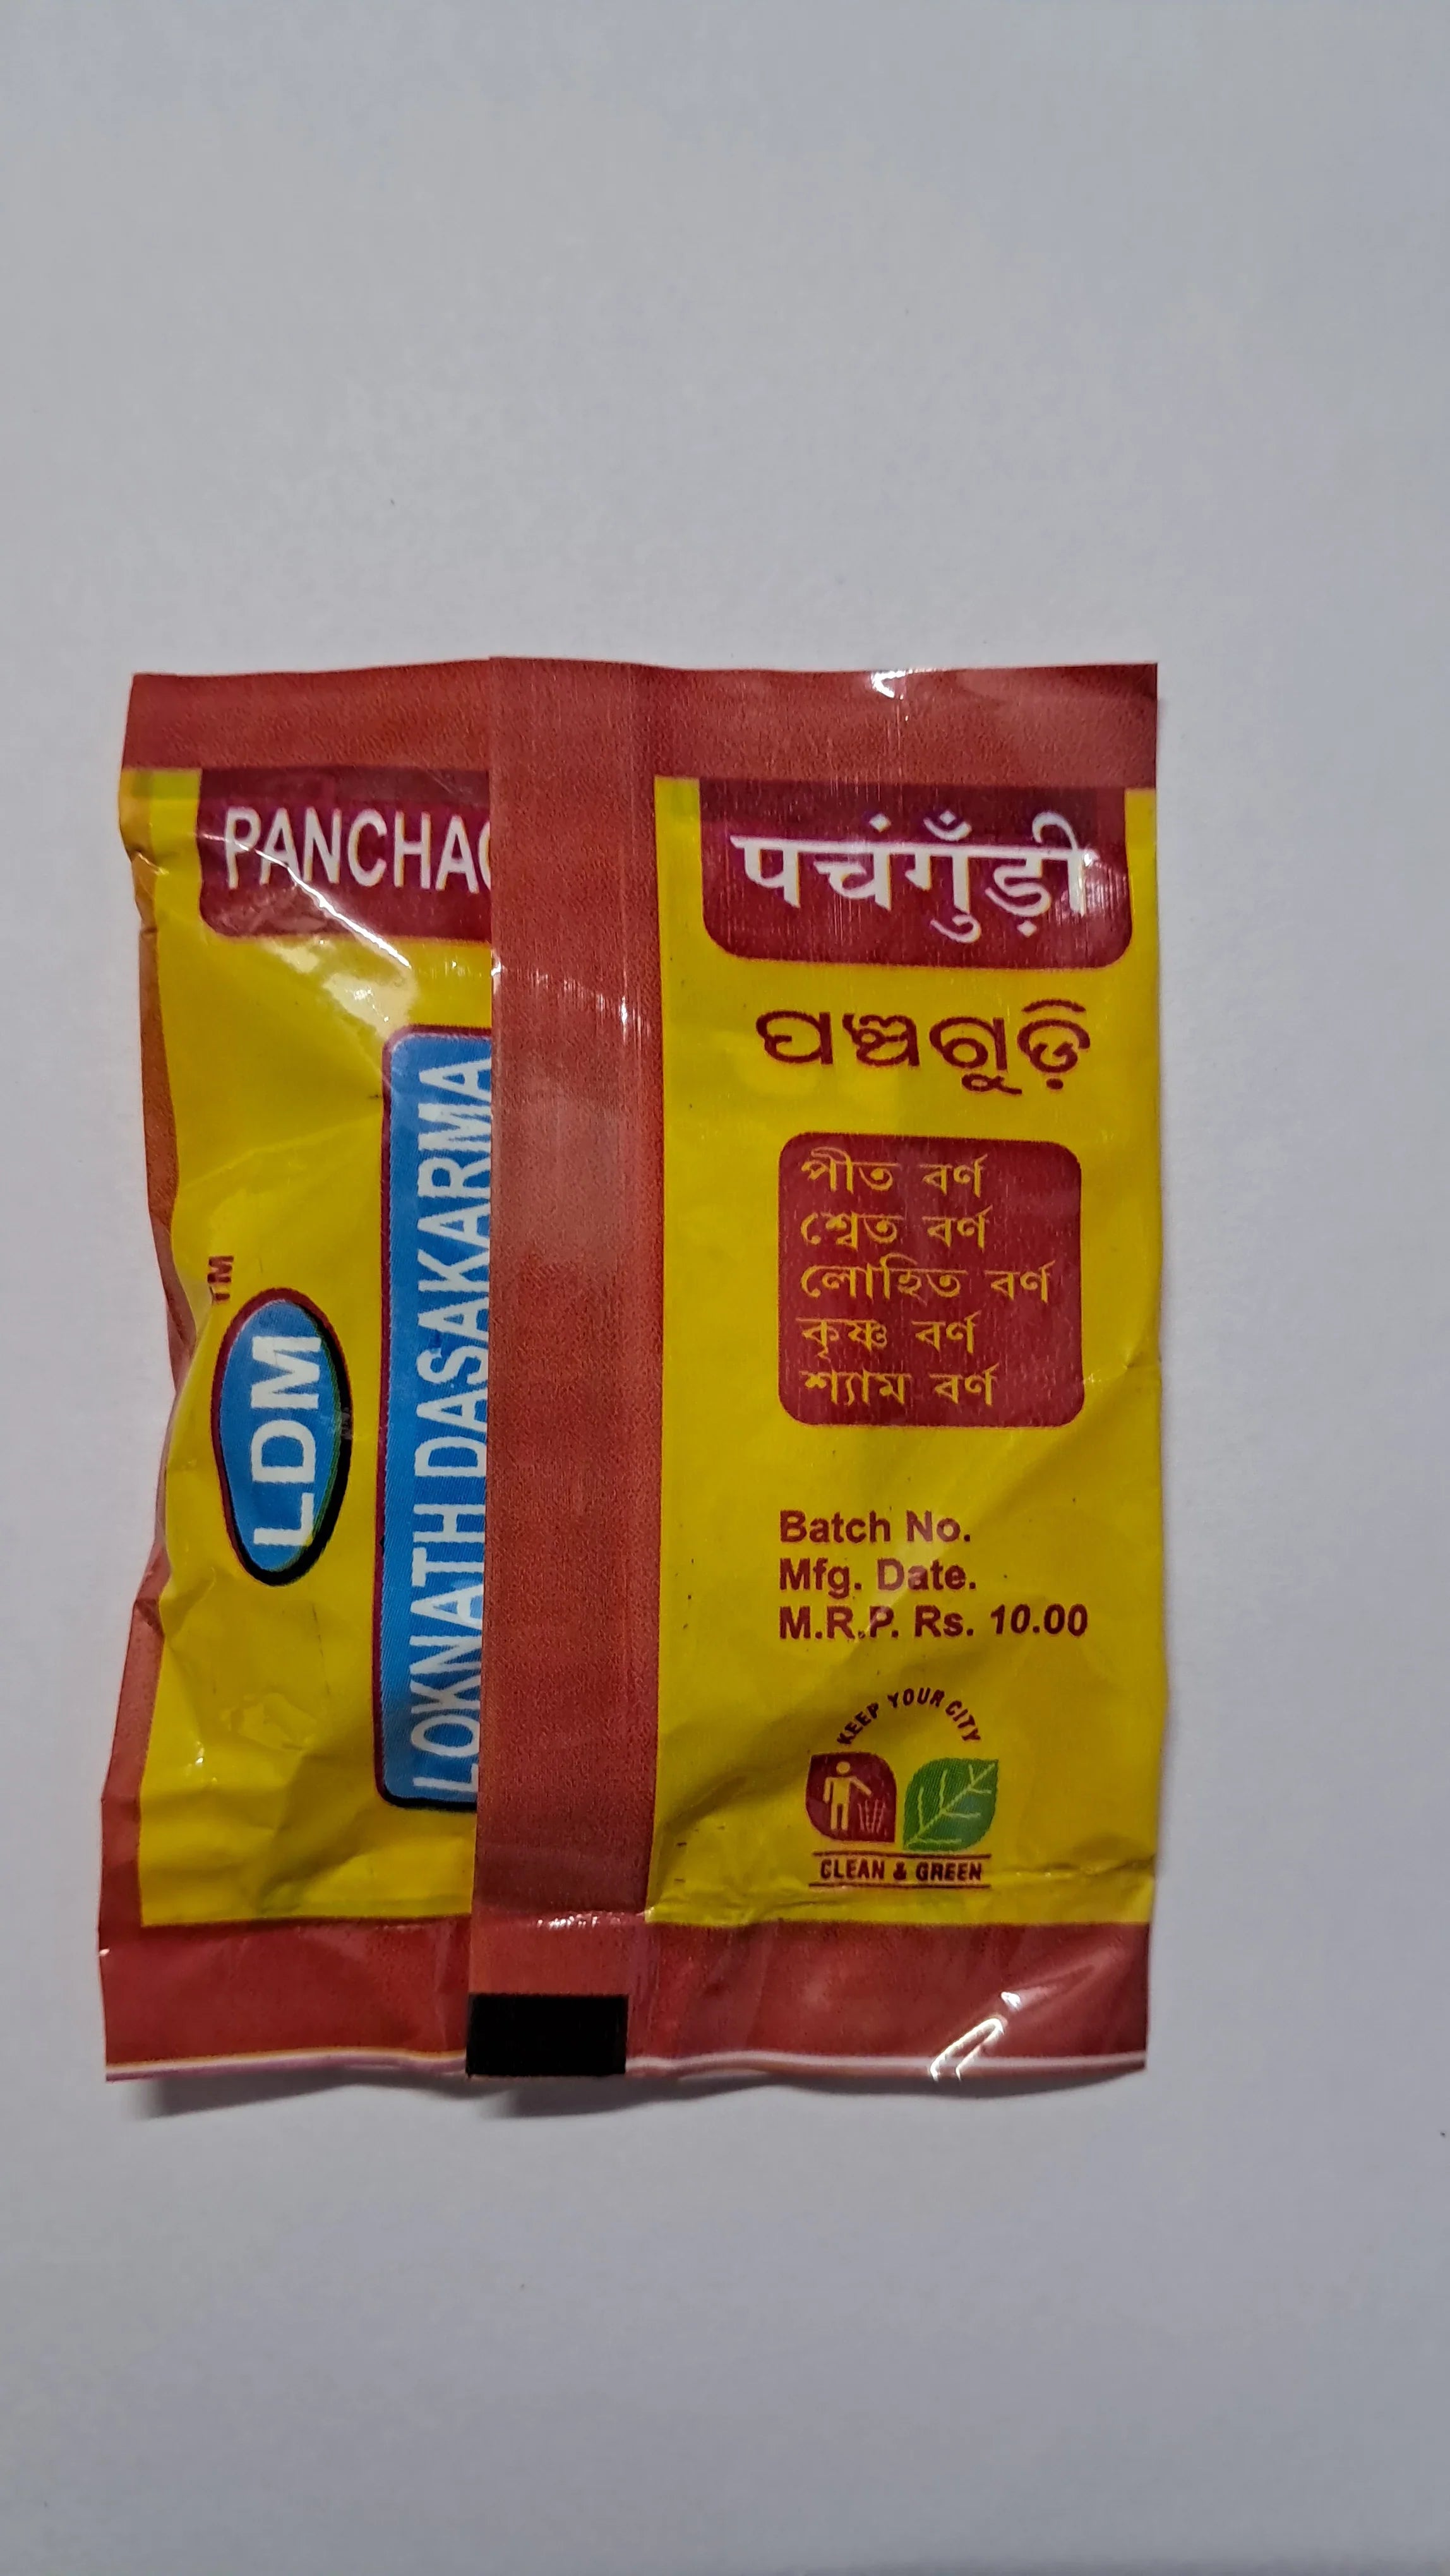 PANCHAG
TM
LDM
LOKNATH DASAKARMA
पचंगुँड़ी
ପଞ୍ଚଗୁଡ଼ି
পীত বর্ণ
শ্বেত বর্ণ
লোহিত বর্ণ
কৃষ্ণ বর্ণ
শ্যাম বর্ণ
Batch No.
Mfg. Date.
M.R.P. Rs. 10.00
KEEP YOUR CITY
CLEAN & GREEN